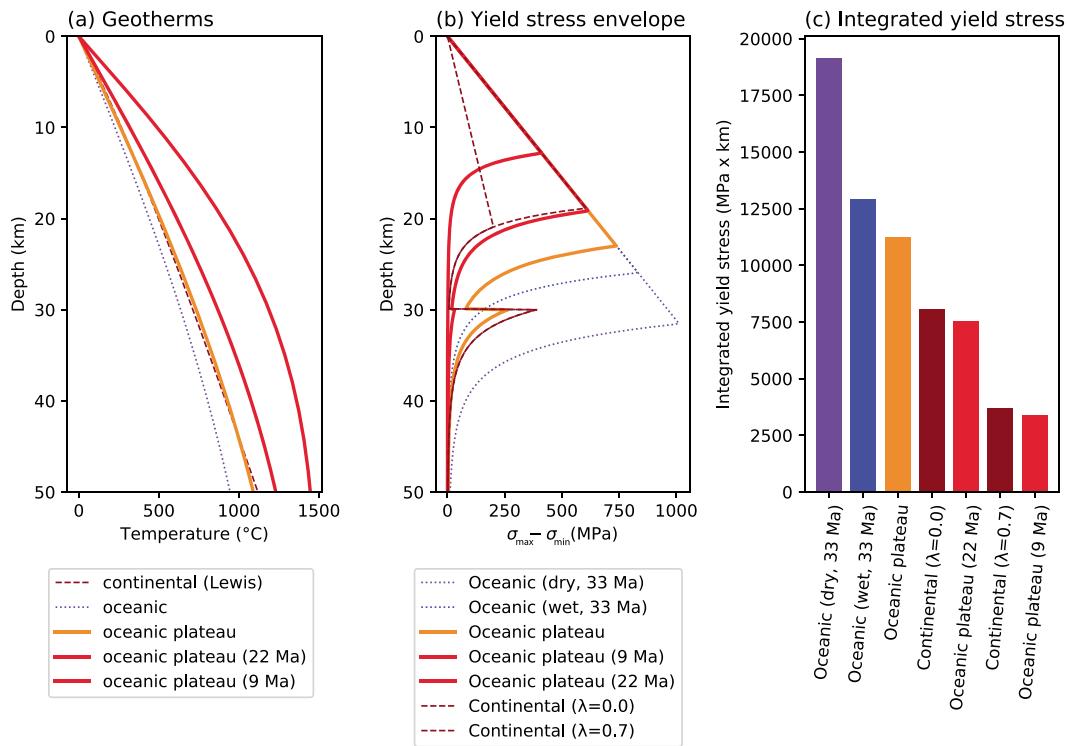 (a) Geotherms
0
10
20
30
40
50
Depth (km)
0
500
1000
1500
Temperature (°C)
continental (Lewis)
oceanic
oceanic plateau
oceanic plateau (22 Ma)
oceanic plateau (9 Ma)
(b) Yield stress envelope
0
10
20
30
40
50
Depth (km)
0
250
500
750
1000
σmax− σmin(MPa)
Oceanic (dry, 33 Ma)
Oceanic (wet, 33 Ma)
Oceanic plateau
Oceanic plateau (9 Ma)
Oceanic plateau (22 Ma)
Continental (λ=0.0)
Continental (λ=0.7)
(c) Integrated yield stress
20000
17500
15000
12500
10000
7500
5000
2500
0
Integrated yield stress (MPa x km)
Oceanic (dry, 33 Ma)
Oceanic (wet, 33 Ma)
Oceanic plateau
Continental (λ=0.0)
Oceanic plateau (22 Ma)
Continental (λ=0.7)
Oceanic plateau (9 Ma)